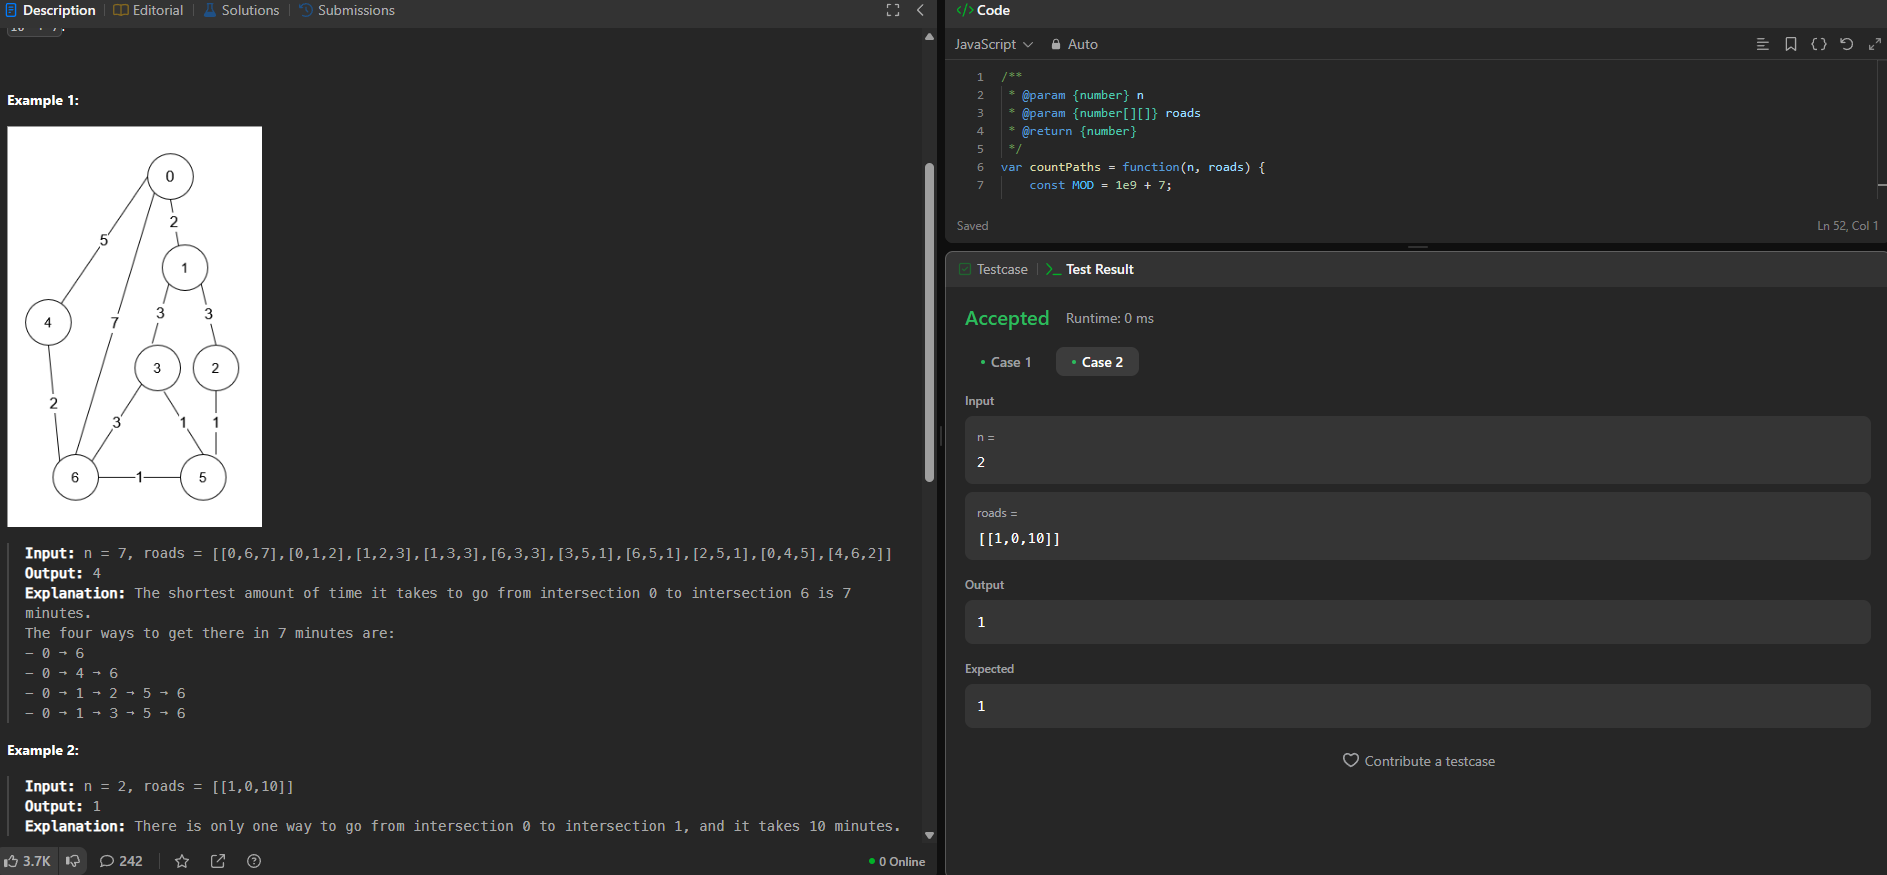 Description
Editorial
Solutions
Submissions
Example 1:
0
2
5
1
4
7
3
3
3
2
2
3
1
1
6
1
5
Input: n = 7, roads = [[0,6,7],[0,1,2],[1,2,3],[1,3,3],[6,3,3],[3,5,1],[6,5,1],[2,5,1],[0,4,5],[4,6,2]]
Output: 4
Explanation: The shortest amount of time it takes to go from intersection 0 to intersection 6 is 7
minutes.
The four ways to get there in 7 minutes are:
- 0 → 6
- 0 → 4 → 6
- 0 → 1 → 2 → 5 → 6
- 0 → 1 → 3 → 5 → 6
Example 2:
Input: n = 2, roads = [[1,0,10]]
Output: 1
Explanation: There is only one way to go from intersection 0 to intersection 1, and it takes 10 minutes.
3.7K
242
0 Online
</> Code
JavaScript
Auto
1 /**
2 * @param {number} n
3 * @param {number[][]} roads
4 * @return {number}
5 */
6 var countPaths = function(n, roads) {
7 const MOD = 1e9 + 7;
Saved
Ln 52, Col 1
Testcase
>_ Test Result
Accepted Runtime: 0 ms
• Case 1
• Case 2
Input
n =
2
roads =
[[1,0,10]]
Output
1
Expected
1
Contribute a testcase